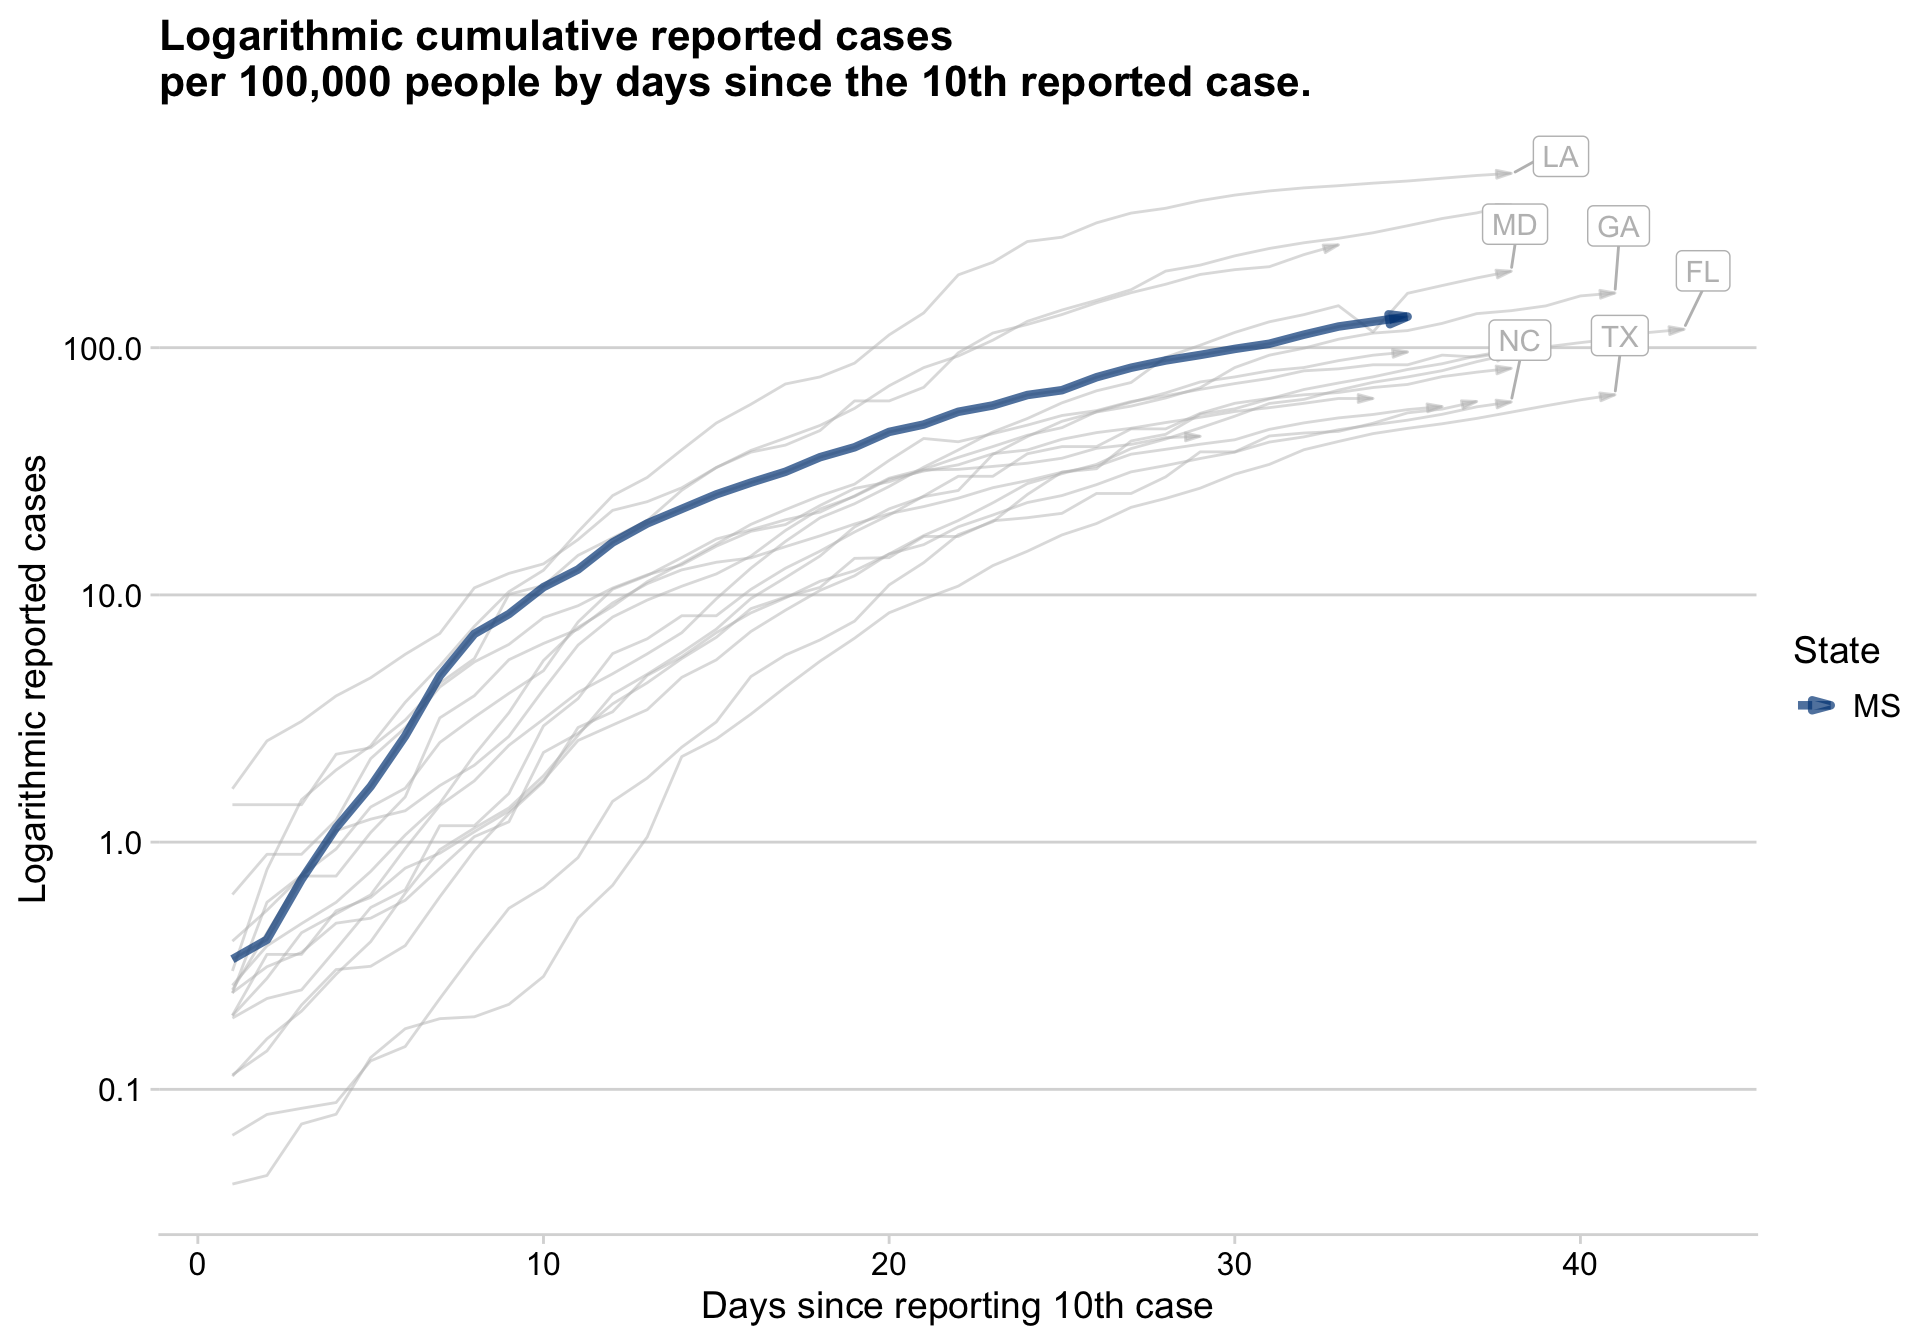 Logarithmic cumulative reported cases
per 100,000 people by days since the 10th reported case.
LA
MD
GA
FL
NC
TX
100.0
10.0
1.0
0.1
Logarithmic reported cases
State
MS
0
10
20
30
40
Days since reporting 10th case